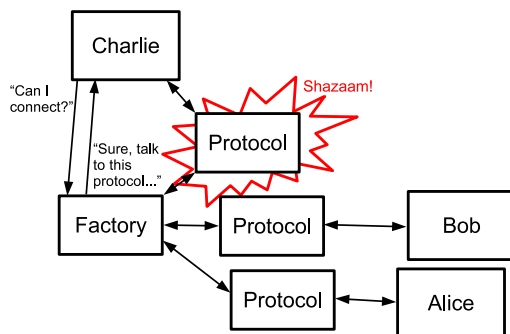 Charlie
Shazaam!
“Can I
connect?”
Protocol
“Sure, talk
to this
protocol...”
Factory
Protocol
Bob
Protocol
Alice